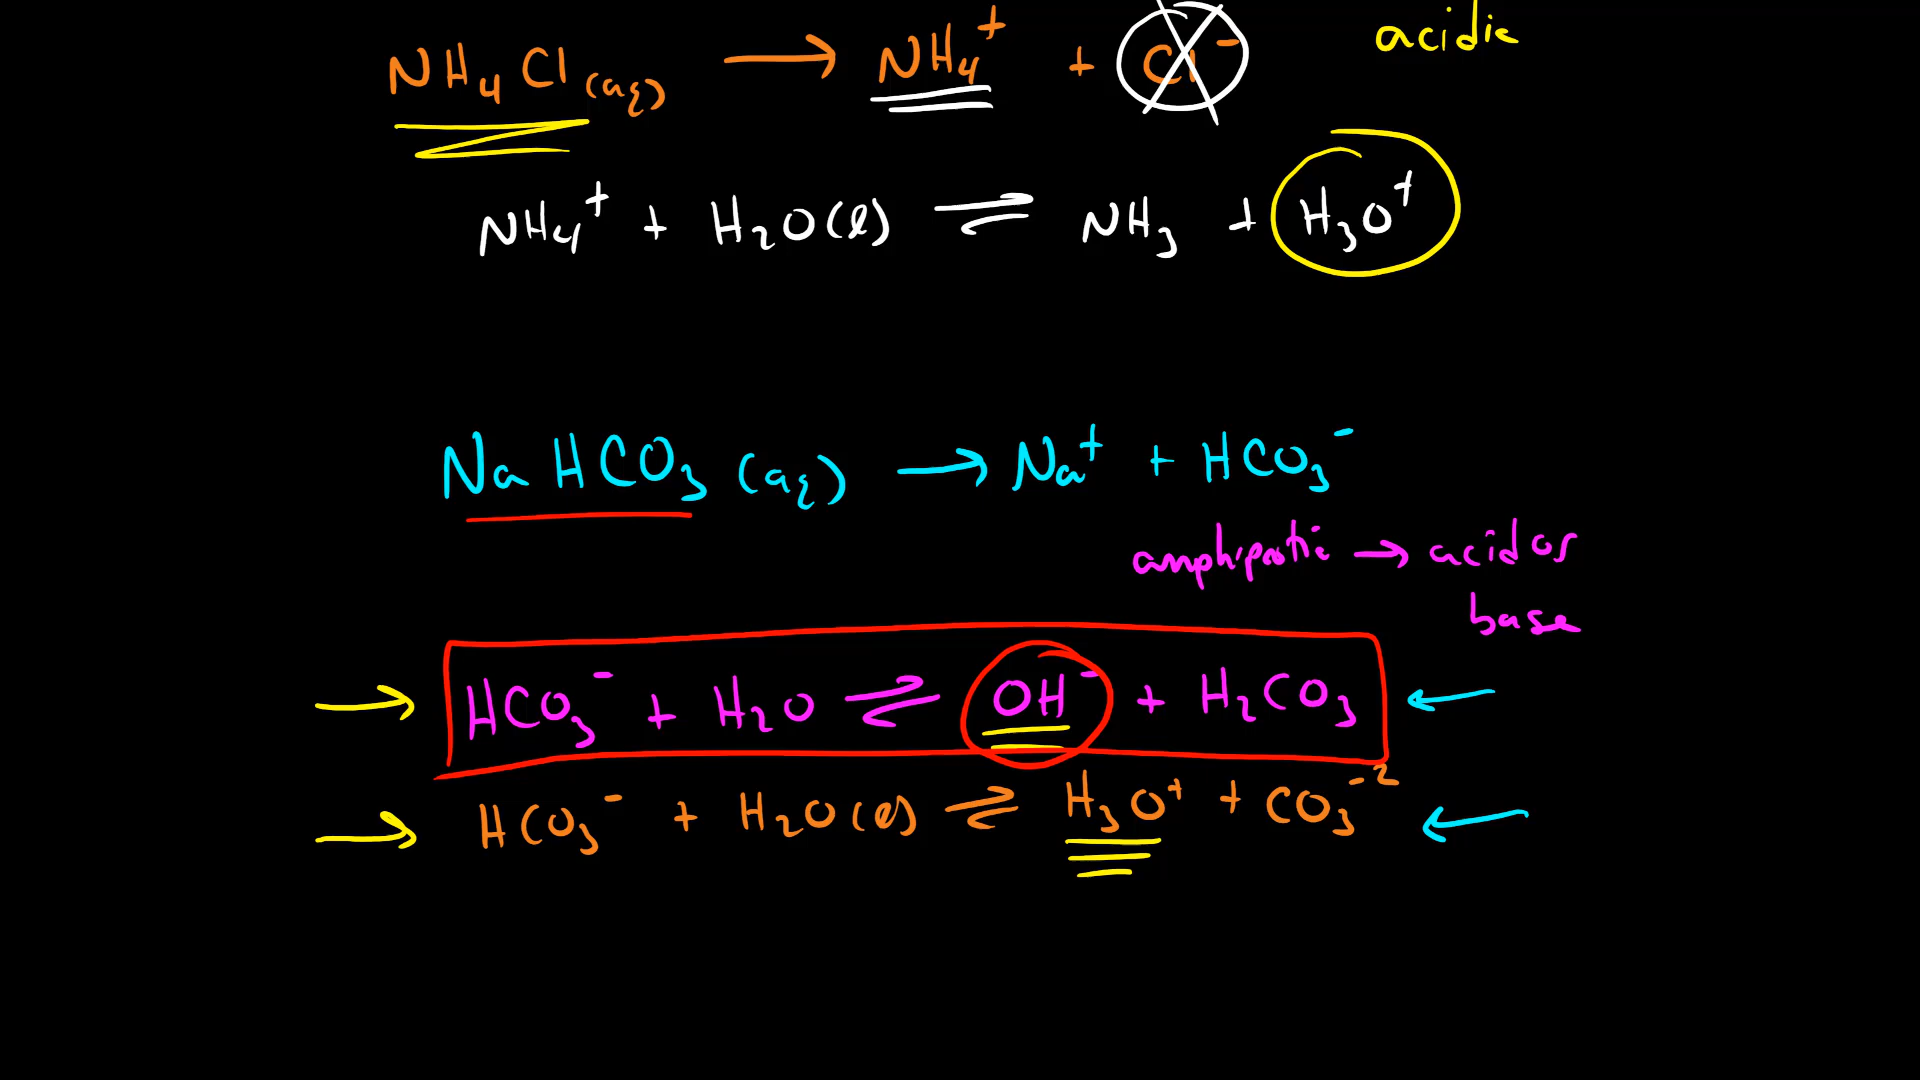 acidic
NH₄Cl(aq) → NH₄⁺ + Cl⁻
NH₄⁺ + H₂O(l) ⇌ NH₃ + H₃O⁺
NaHCO₃(aq) → Na⁺ + HCO₃⁻
amphiprotic → acid or
base
HCO₃⁻ + H₂O ⇌ OH⁻ + H₂CO₃
HCO₃⁻ + H₂O(l) ⇌ H₃O⁺ + CO₃⁻²